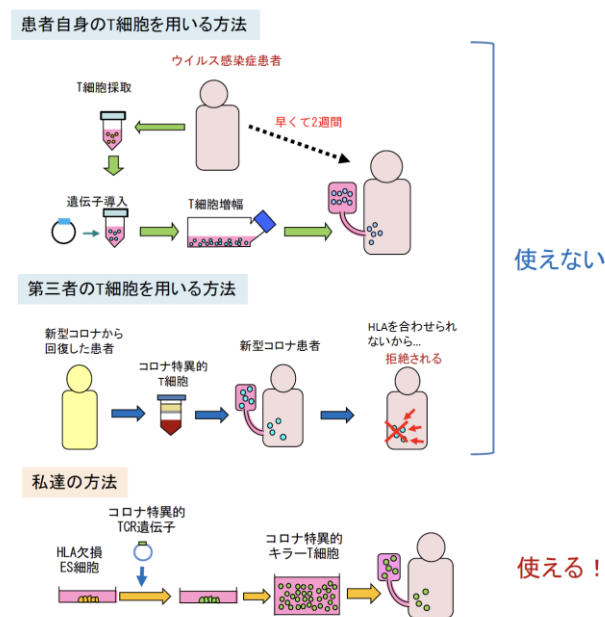 患者自身のT細胞を用いる方法
ウイルス感染症患者
T細胞採取
早くて2週間
遺伝子導入
T細胞増幅
使えない
第三者のT細胞を用いる方法
新型コロナから
回復した患者
コロナ特異的
T細胞
新型コロナ患者
HLAを合わせられ
ないから...
拒絶される
私達の方法
コロナ特異的
TCR遺伝子
HLA欠損
ES細胞
コロナ特異的
キラーT細胞
使える！